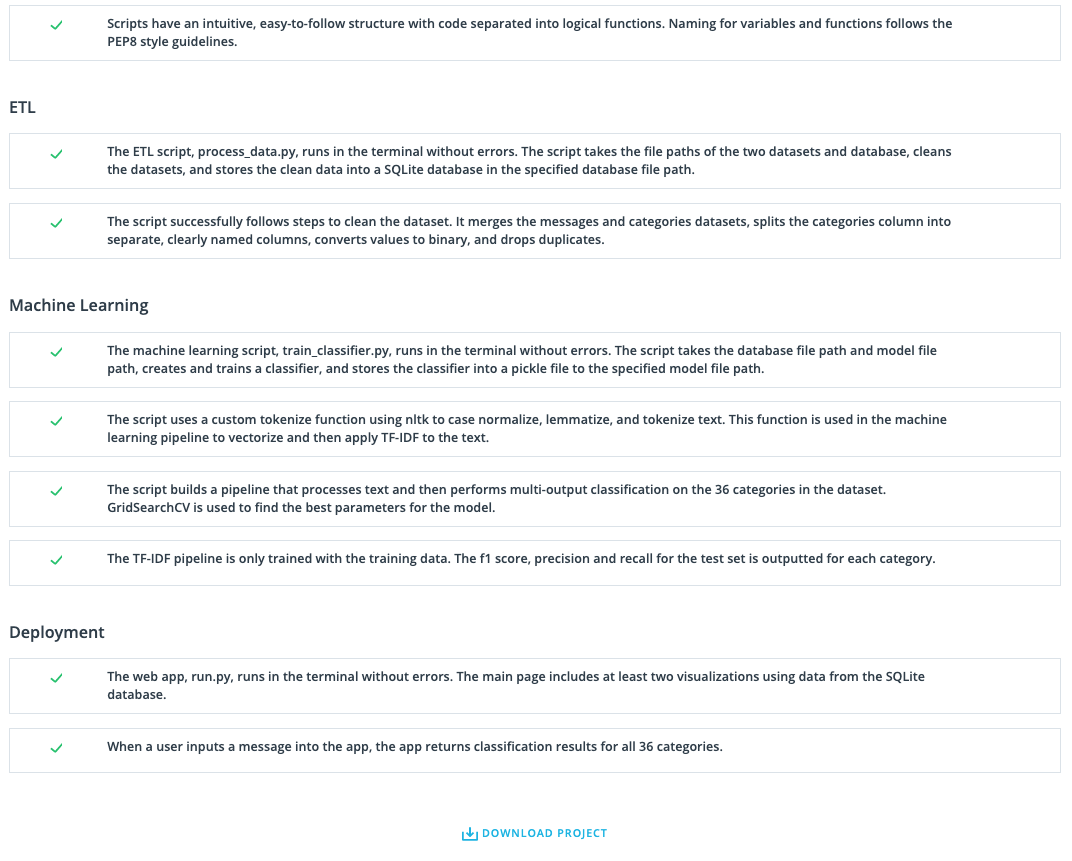 Scripts have an intuitive, easy-to-follow structure with code separated into logical functions. Naming for variables and functions follows the
PEP8 style guidelines.
ETL
The ETL script, process_data.py, runs in the terminal without errors. The script takes the file paths of the two datasets and database, cleans
the datasets, and stores the clean data into a SQLite database in the specified database file path.
The script successfully follows steps to clean the dataset. It merges the messages and categories datasets, splits the categories column into
separate, clearly named columns, converts values to binary, and drops duplicates.
Machine Learning
The machine learning script, train_classifier.py, runs in the terminal without errors. The script takes the database file path and model file
path, creates and trains a classifier, and stores the classifier into a pickle file to the specified model file path.
The script uses a custom tokenize function using nltk to case normalize, lemmatize, and tokenize text. This function is used in the machine
learning pipeline to vectorize and then apply TF-IDF to the text.
The script builds a pipeline that processes text and then performs multi-output classification on the 36 categories in the dataset.
GridSearchCV is used to find the best parameters for the model.
The TF-IDF pipeline is only trained with the training data. The f1 score, precision and recall for the test set is outputted for each category.
Deployment
The web app, run.py, runs in the terminal without errors. The main page includes at least two visualizations using data from the SQLite
database.
When a user inputs a message into the app, the app returns classification results for all 36 categories.
DOWNLOAD PROJECT